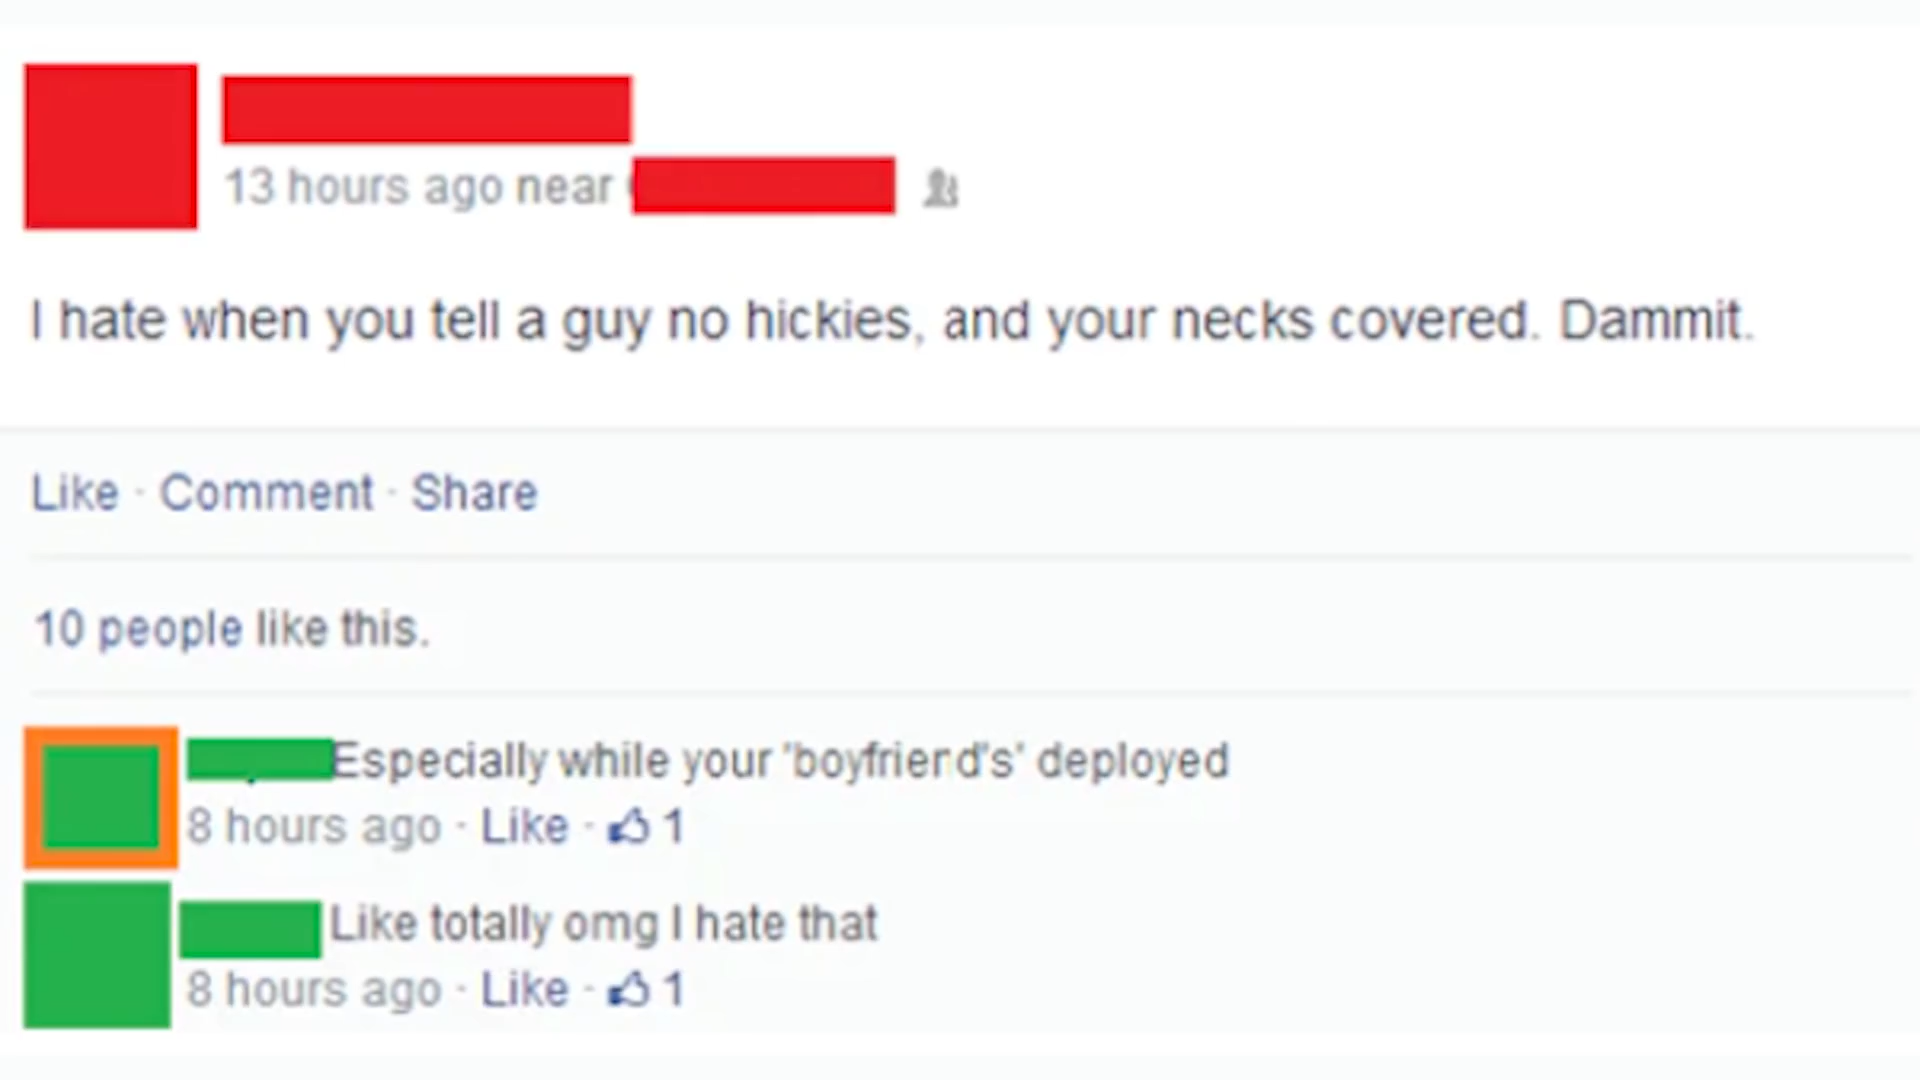 13 hours ago near
I hate when you tell a guy no hickies, and your necks covered. Dammit.
Like · Comment · Share
10 people like this.
Especially while your 'boyfriend's' deployed
8 hours ago · Like · 1
Like totally omg I hate that
8 hours ago · Like · 1